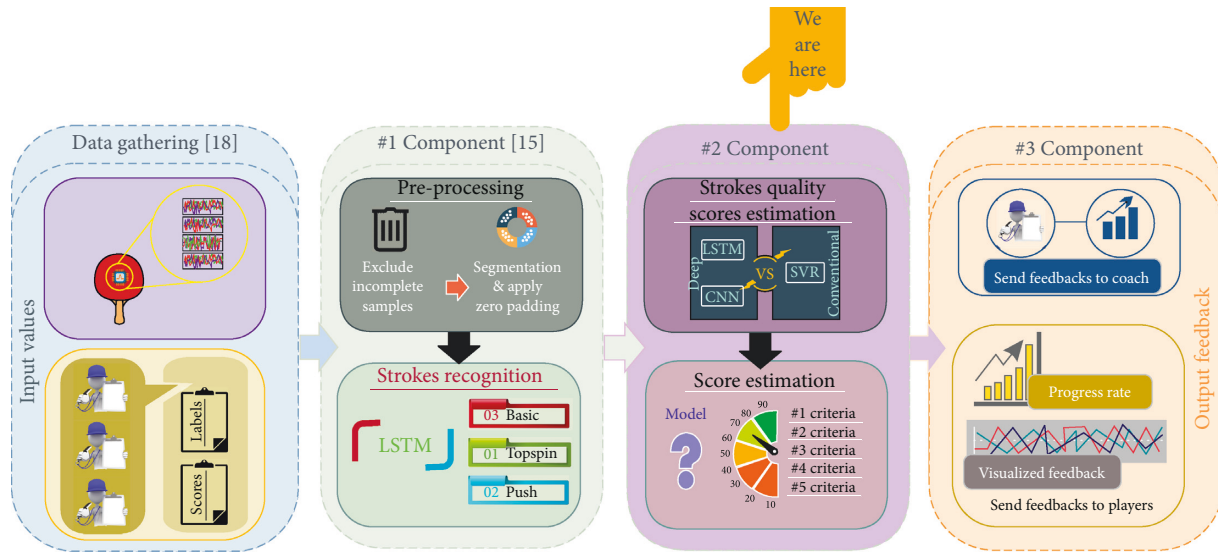 We
are
here
Data gathering [18]
Input values
Labels
Scores
#1 Component [15]
Pre-processing
Exclude
incomplete
samples
Segmentation
& apply
zero padding
Strokes recognition
LSTM
03 Basic
01 Topspin
02 Push
#2 Component
Strokes quality
scores estimation
Deep
LSTM
CNN
VS
SVR
Conventional
Score estimation
Model
?
90
80
70
60
50
40
30
20
10
#1 criteria
#2 criteria
#3 criteria
#4 criteria
#5 criteria
#3 Component
Send feedbacks to coach
Progress rate
Visualized feedback
Send feedbacks to players
Output feedback